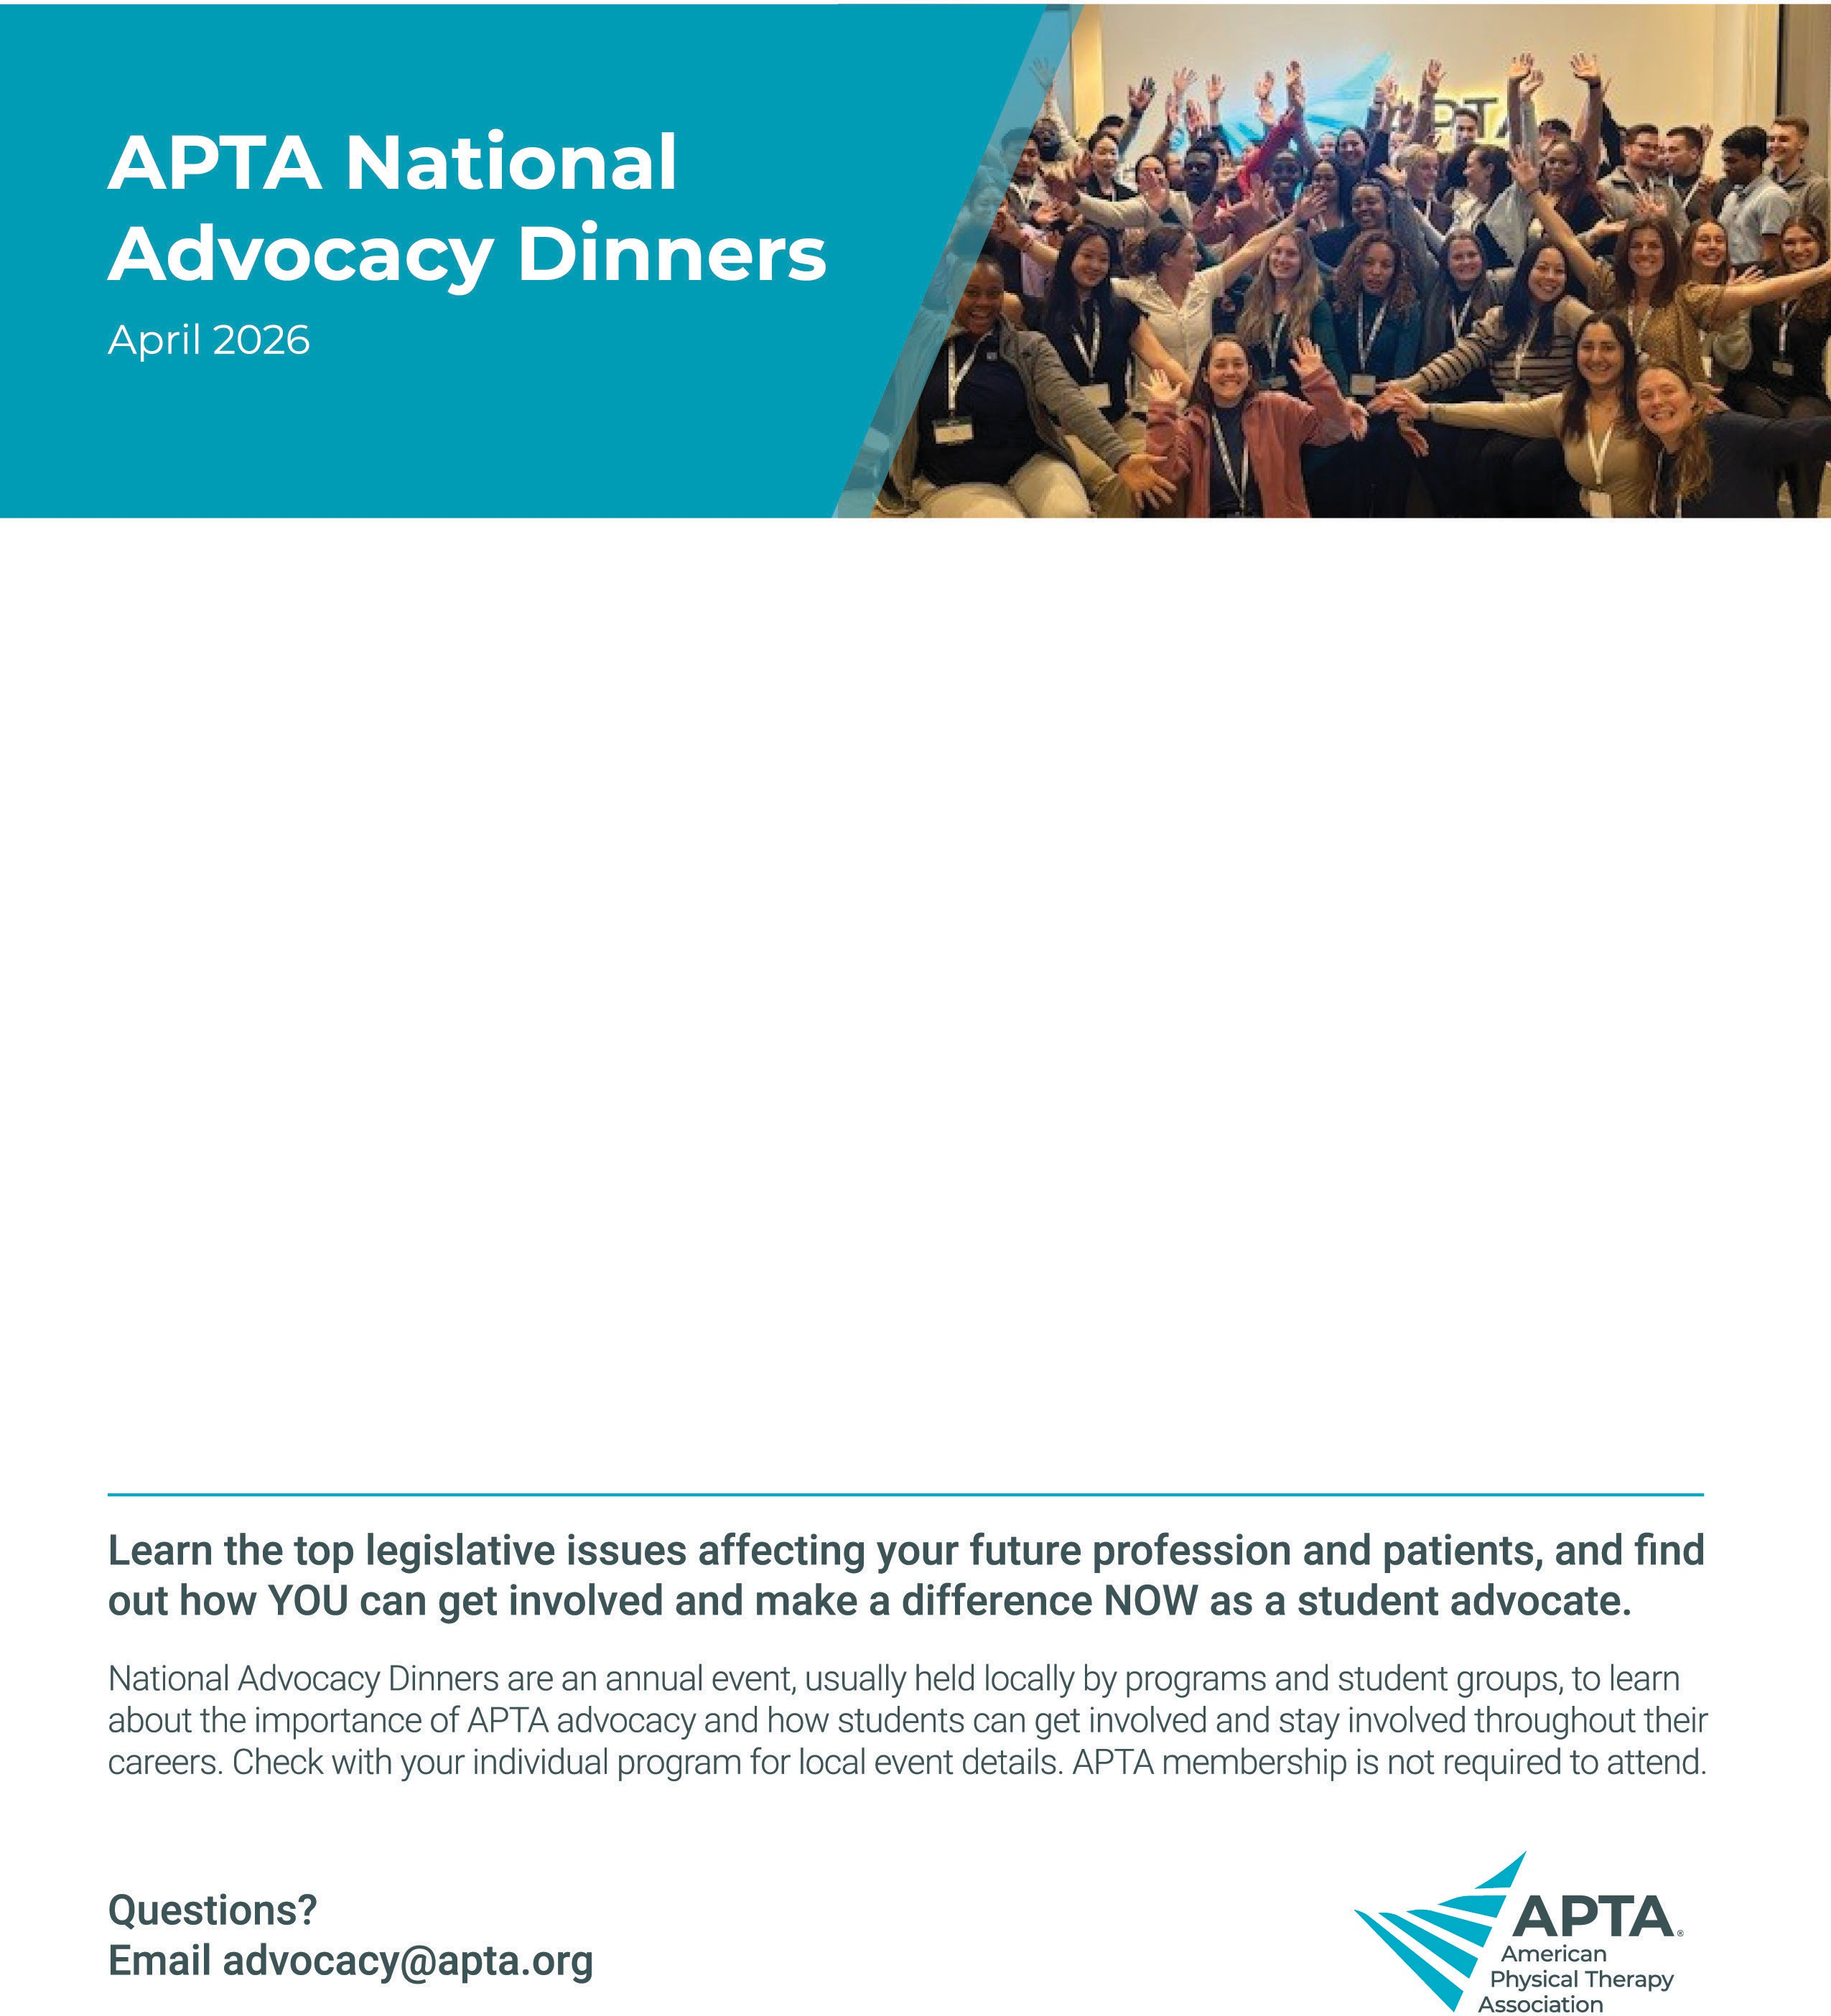 APTA National
Advocacy Dinners
April 2026
Learn the top legislative issues affecting your future profession and patients, and find
out how YOU can get involved and make a difference NOW as a student advocate.
National Advocacy Dinners are an annual event, usually held locally by programs and student groups, to learn
about the importance of APTA advocacy and how students can get involved and stay involved throughout their
careers. Check with your individual program for local event details. APTA membership is not required to attend.
Questions?
Email advocacy@apta.org
APTA®
American
Physical Therapy
Association